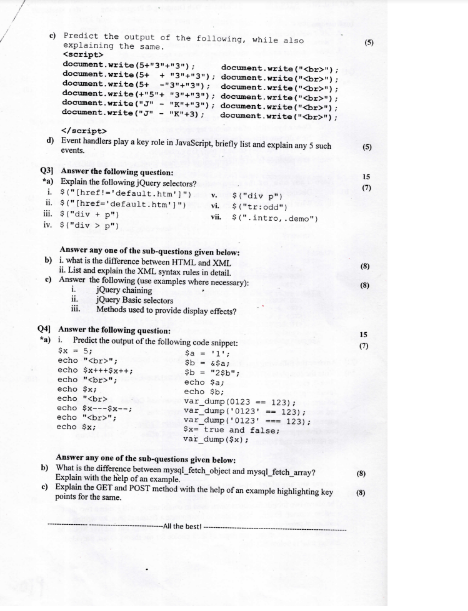 c) Predict the output of the following, while also (5)
explaining the same.
<script>
document.write(5+"3"+"3"); document.write("<br>");
document.write(5+ + "3"+"3"); document.write("<br>");
document.write(5+ -"3"+"3"); document.write("<br>");
document.write(+"5"+ "3"+"3"); document.write("<br>");
document.write("J" - "K"+"3"); document.write("<br>");
document.write("J" - "K"+3); document.write("<br>");
</script>
d) Event handlers play a key role in JavaScript, briefly list and explain any 5 such (5)
events.
Q3] Answer the following question: 15
*a) Explain the following jQuery selectors? (7)
i. $("[href!='default.htm']") v. $("div p")
ii. $("[href='default.htm']") vi. $("tr:odd")
iii. $("div + p") vii. $(".intro,.demo")
iv. $("div > p")
Answer any one of the sub-questions given below:
b) i. what is the difference between HTML and XML (8)
ii. List and explain the XML syntax rules in detail.
c) Answer the following (use examples where necessary): (8)
i. jQuery chaining
ii. jQuery Basic selectors
iii. Methods used to provide display effects?
Q4] Answer the following question: 15
*a) i. Predict the output of the following code snippet: (7)
$x = 5; $a = '1';
echo "<br>"; $b = &$a;
echo $x+++$x++; $b = "2$b";
echo "<br>"; echo $a;
echo $x; echo $b;
echo "<br> var_dump(0123 == 123);
echo $x---$x--; var_dump('0123' == 123);
echo "<br>"; var_dump('0123' === 123);
echo $x; $x= true and false;
var_dump($x);
Answer any one of the sub-questions given below:
b) What is the difference between mysql_fetch_object and mysql_fetch_array? (8)
Explain with the help of an example.
c) Explain the GET and POST method with the help of an example highlighting key (8)
points for the same.
------------------------------All the best! ------------------------------